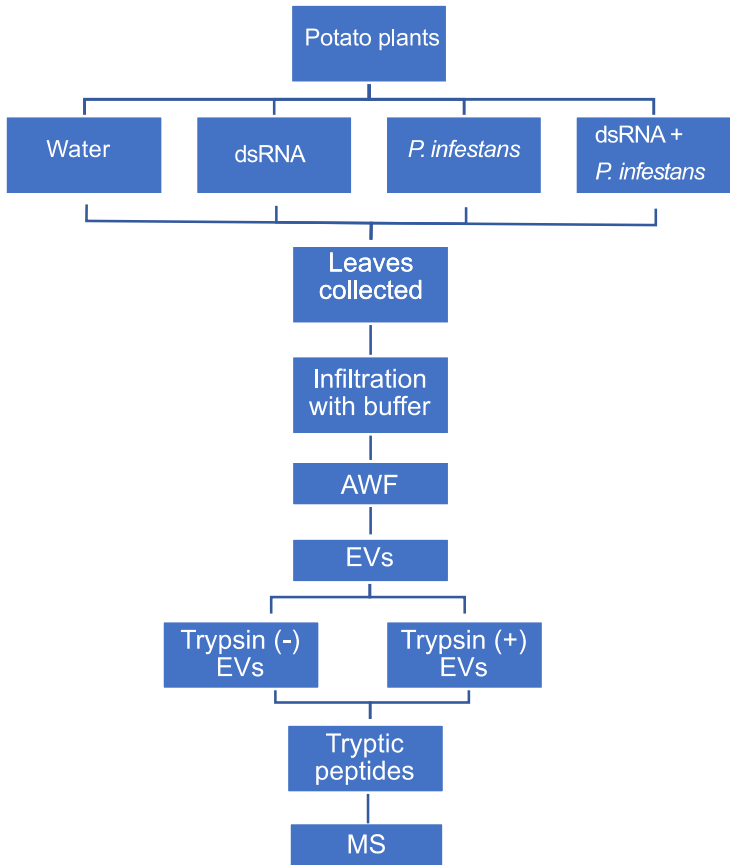 Potato plants
Water
dsRNA
P. infestans
dsRNA +
P. infestans
Leaves
collected
Infiltration
with buffer
AWF
EVs
Trypsin (-)
EVs
Trypsin (+)
EVs
Tryptic
peptides
MS